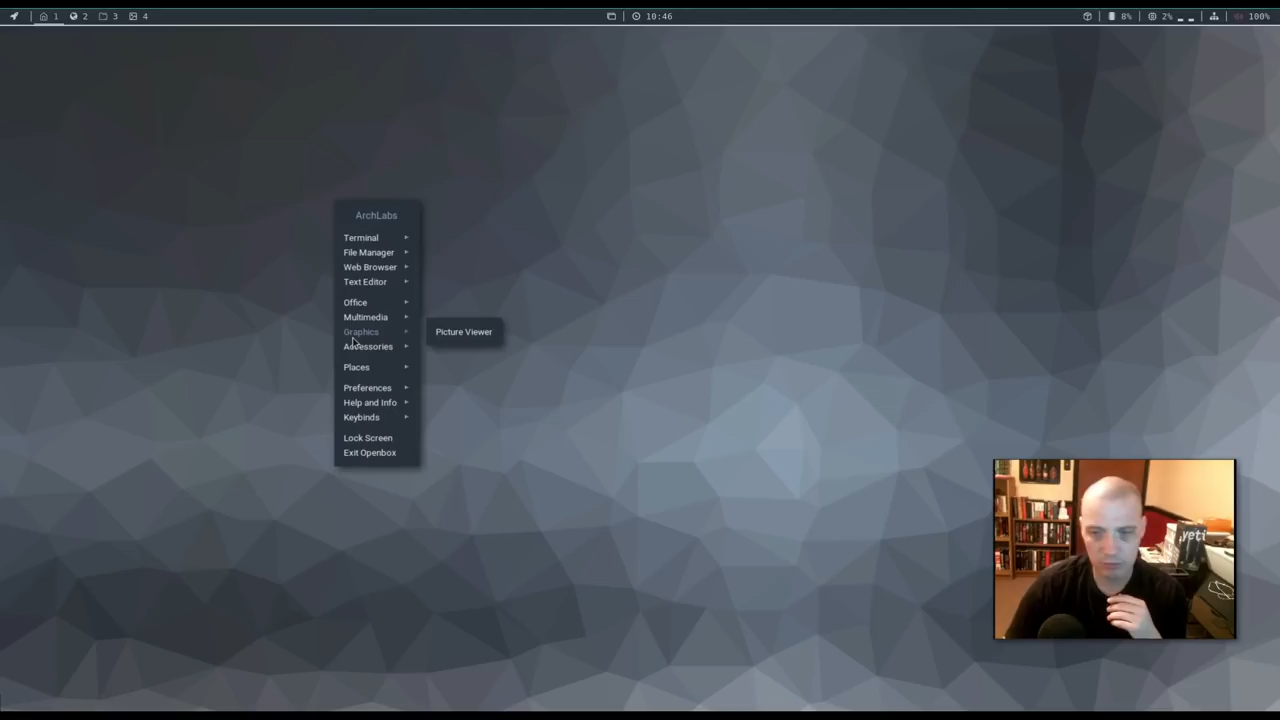 1 2 3 4 10:46 8% 2% 100%
ArchLabs
Terminal
File Manager
Web Browser
Text Editor
Office
Multimedia
Graphics
Picture Viewer
Accessories
Places
Preferences
Help and Info
Keybinds
Lock Screen
Exit Openbox
yeti